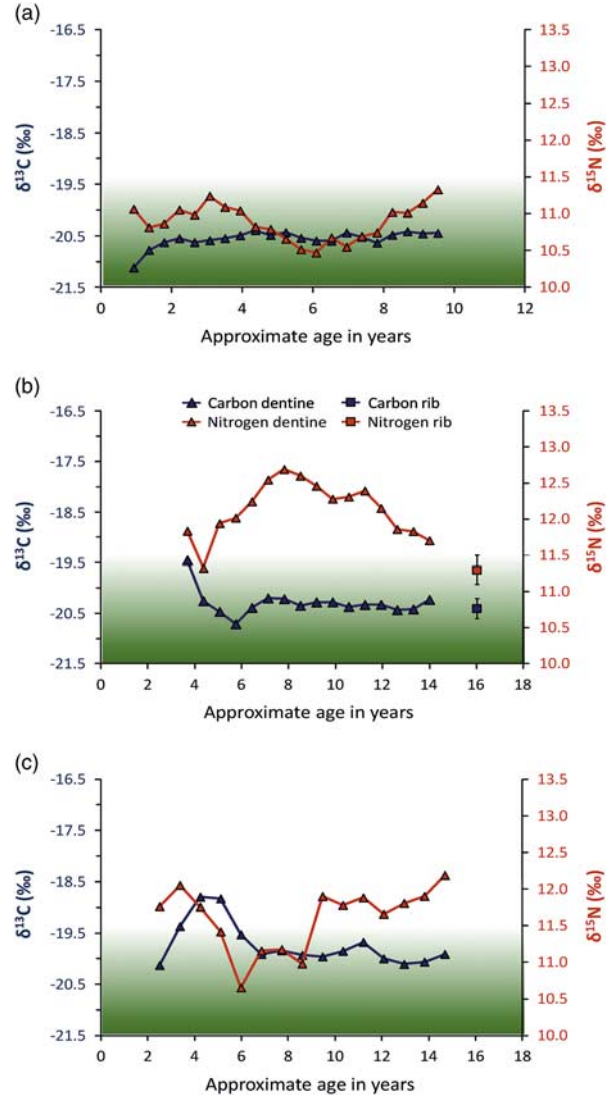 (a)
-16.5
-17.5
-18.5
-19.5
-20.5
-21.5
δ¹³C (‰)
13.5
13.0
12.5
12.0
11.5
11.0
10.5
10.0
δ¹⁵N (‰)
0 2 4 6 8 10 12
Approximate age in years
(b)
Carbon dentine Carbon rib
Nitrogen dentine Nitrogen rib
-16.5
-17.5
-18.5
-19.5
-20.5
-21.5
δ¹³C (‰)
13.5
13.0
12.5
12.0
11.5
11.0
10.5
10.0
δ¹⁵N (‰)
0 2 4 6 8 10 12 14 16 18
Approximate age in years
(c)
-16.5
-17.5
-18.5
-19.5
-20.5
-21.5
δ¹³C (‰)
13.5
13.0
12.5
12.0
11.5
11.0
10.5
10.0
δ¹⁵N (‰)
0 2 4 6 8 10 12 14 16 18
Approximate age in years